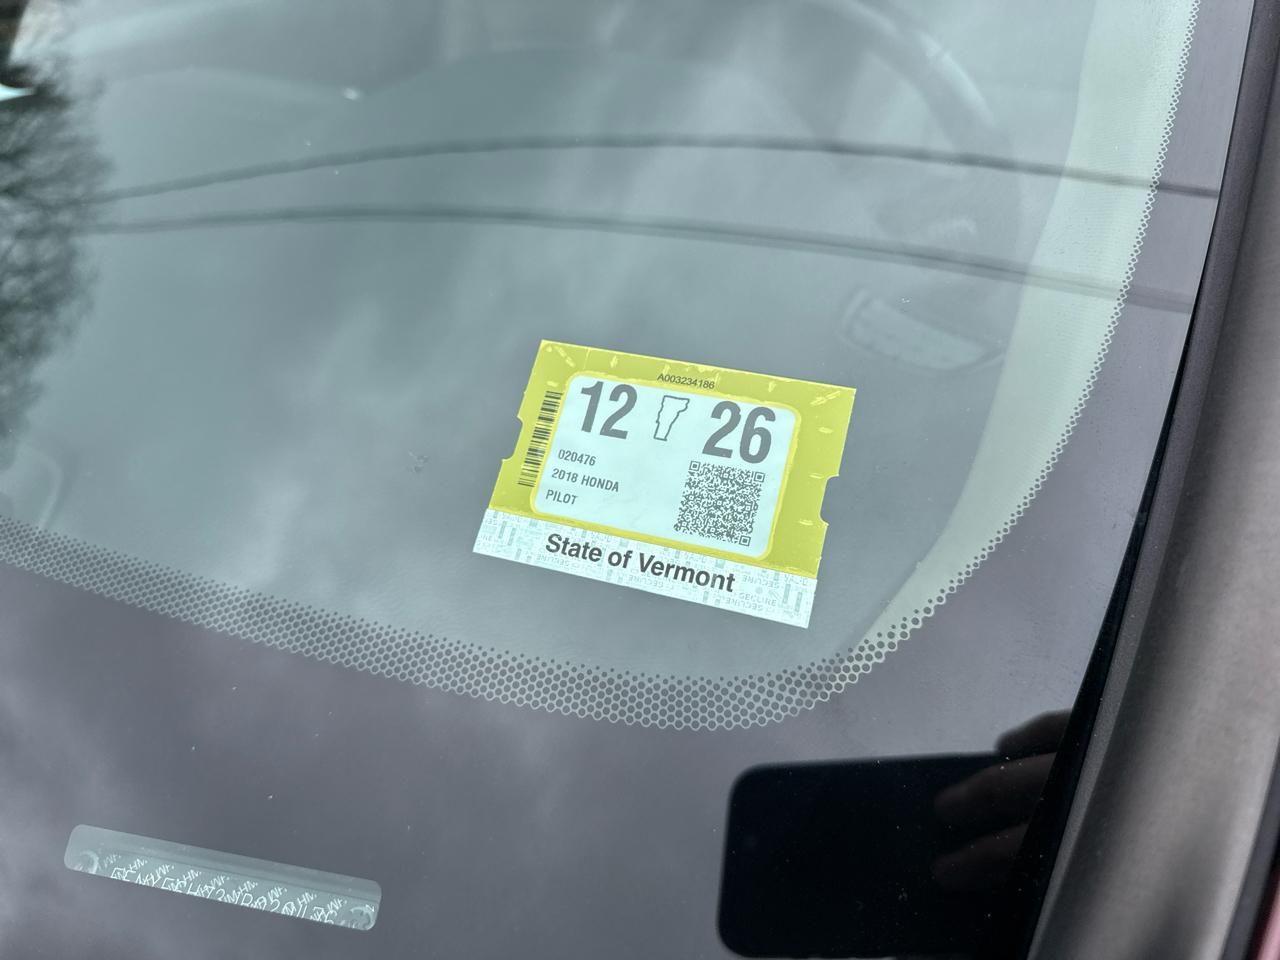 A003234186
12 26
020476
2018 HONDA
PILOT
State of Vermont